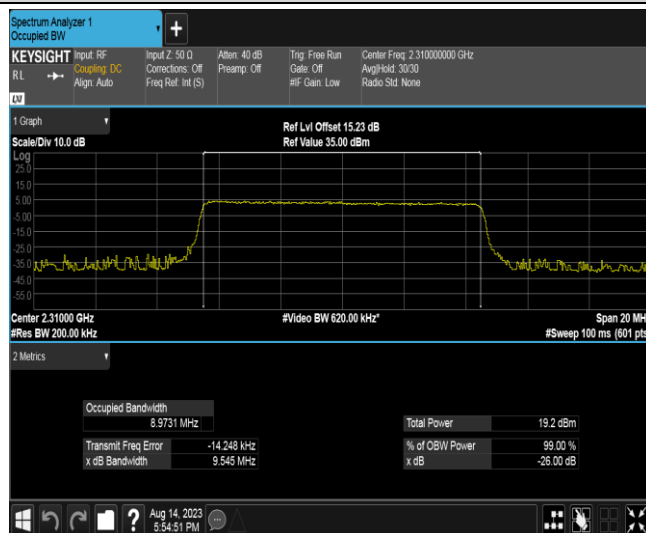 Spectrum Analyzer 1
Occupied BW
+
KEYSIGHT
RL
LXI
Input: RF
Coupling: DC
Align: Auto
Input Z: 50 Ω
Corrections: Off
Freq Ref: Int (S)
Atten: 40 dB
Preamp: Off
Trig: Free Run
Gate: Off
#IF Gain: Low
Center Freq: 2.310000000 GHz
Avg|Hold: 30/30
Radio Std: None
1 Graph
Scale/Div 10.0 dB
Ref Lvl Offset 15.23 dB
Ref Value 35.00 dBm
Log
25.0
15.0
5.00
-5.00
-15.0
-25.0
-35.0
-45.0
-55.0
Center 2.31000 GHz
#Res BW 200.00 kHz
#Video BW 620.00 kHz*
Span 20 MH
#Sweep 100 ms (601 pts
2 Metrics
Occupied Bandwidth
8.9731 MHz
Transmit Freq Error -14.248 kHz
x dB Bandwidth 9.545 MHz
Total Power 19.2 dBm
% of OBW Power 99.00 %
x dB -26.00 dB
?
Aug 14, 2023
5:54:51 PM